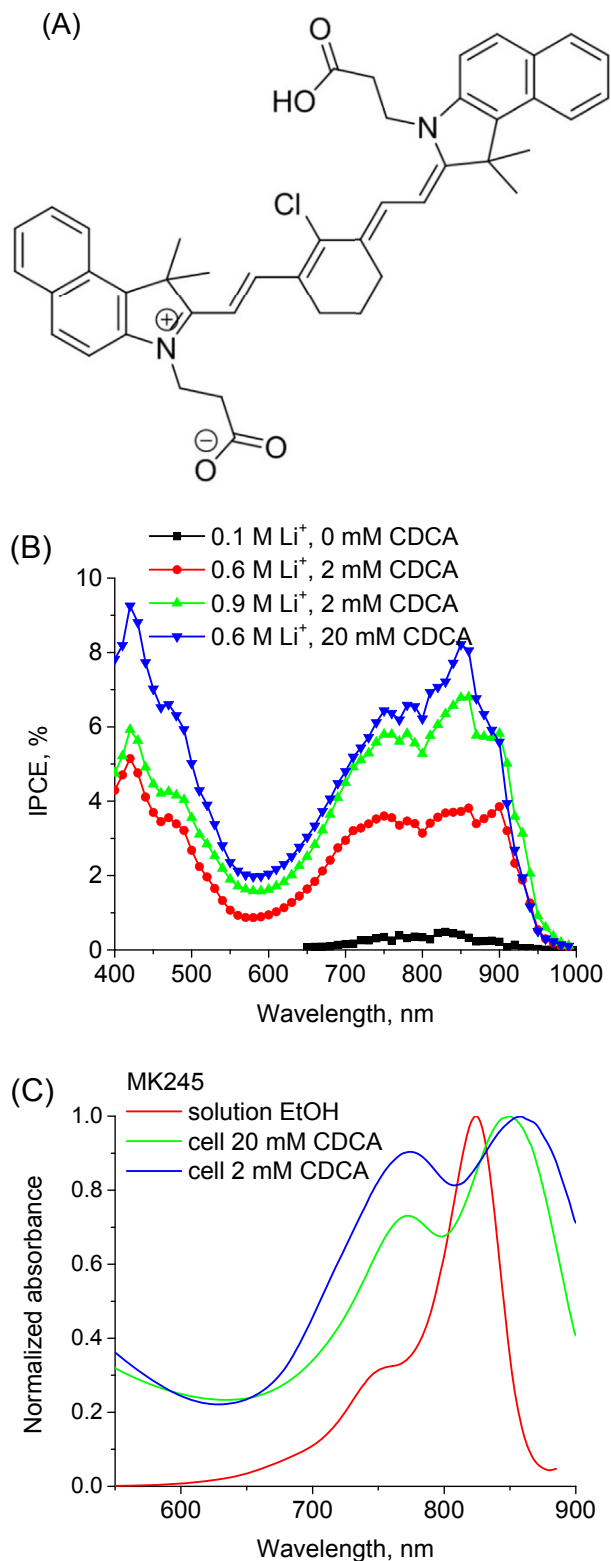 (A)
O
HO
N
Cl
⊕
N
⊖
O
O
(B)
0.1 M Li⁺, 0 mM CDCA
0.6 M Li⁺, 2 mM CDCA
0.9 M Li⁺, 2 mM CDCA
0.6 M Li⁺, 20 mM CDCA
10
8
6
4
2
0
IPCE, %
400 500 600 700 800 900 1000
Wavelength, nm
(C)
MK245
solution EtOH
cell 20 mM CDCA
cell 2 mM CDCA
1.0
0.8
0.6
0.4
0.2
0.0
Normalized absorbance
600 700 800 900
Wavelength, nm